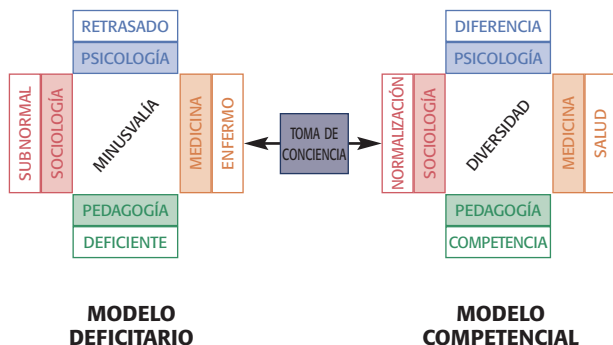 RETRASADO
PSICOLOGÍA
SUBNORMAL
SOCIOLOGÍA
MINUSVALÍA
MEDICINA
ENFERMO
PEDAGOGÍA
DEFICIENTE
MODELO
DEFICITARIO
TOMA DE
CONCIENCIA
DIFERENCIA
PSICOLOGÍA
NORMALIZACIÓN
SOCIOLOGÍA
DIVERSIDAD
MEDICINA
SALUD
PEDAGOGÍA
COMPETENCIA
MODELO
COMPETENCIAL